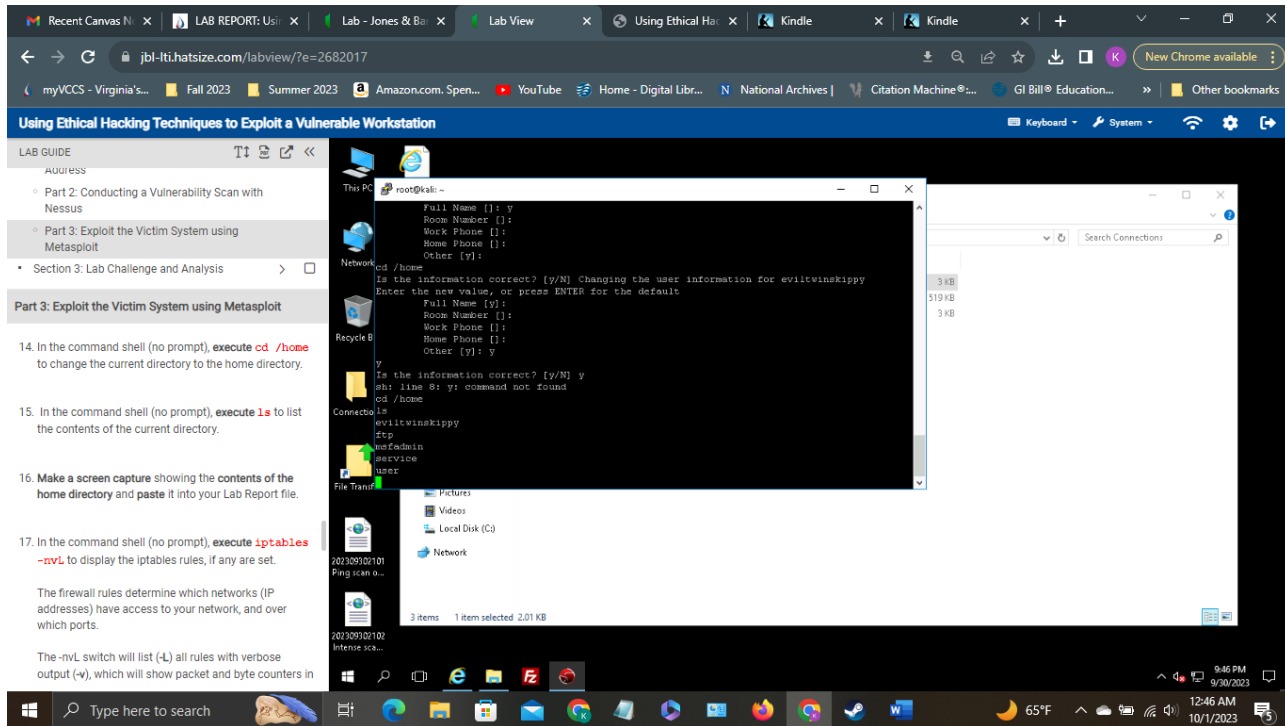 Recent Canvas No
LAB REPORT: Usin
Lab - Jones & Bar
Lab View
Using Ethical Hac
Kindle
Kindle
jbl-lti.hatsize.com/labview/?e=2682017
K
New Chrome available
myVCCS - Virginia's...
Fall 2023
Summer 2023
Amazon.com. Spen...
YouTube
Home - Digital Libr...
National Archives |
Citation Machine®:...
GI Bill® Education...
»
Other bookmarks
Using Ethical Hacking Techniques to Exploit a Vulnerable Workstation
Keyboard
System
LAB GUIDE
Address
Part 2: Conducting a Vulnerability Scan with
Nessus
Part 3: Exploit the Victim System using
Metasploit
Section 3: Lab Challenge and Analysis
Part 3: Exploit the Victim System using Metasploit
14. In the command shell (no prompt), execute cd /home
to change the current directory to the home directory.
15. In the command shell (no prompt), execute ls to list
the contents of the current directory.
16. Make a screen capture showing the contents of the
home directory and paste it into your Lab Report file.
17. In the command shell (no prompt), execute iptables
-nvL to display the iptables rules, if any are set.
The firewall rules determine which networks (IP
addresses) have access to your network, and over
which ports.
The -nvL switch will list (-L) all rules with verbose
output (-v), which will show packet and byte counters in
This PC
Network
Recycle B
Connectio
File Transf
202309302101
Ping scan o...
202309302102
Intense sca...
root@kali: ~
Full Name []: y
Room Number []:
Work Phone []:
Home Phone []:
Other [y]:
cd /home
Is the information correct? [y/N] Changing the user information for eviltwinskippy
Enter the new value, or press ENTER for the default
Full Name [y]:
Room Number []:
Work Phone []:
Home Phone []:
Other [y]: y
y
Is the information correct? [y/N] y
sh: line 8: y: command not found
cd /home
ls
eviltwinskippy
ftp
msfadmin
service
user
Search Connections
3 KB
519 KB
3 KB
Pictures
Videos
Local Disk (C:)
Network
3 items 1 item selected 2.01 KB
9:46 PM
9/30/2023
Type here to search
65°F
12:46 AM
10/1/2023